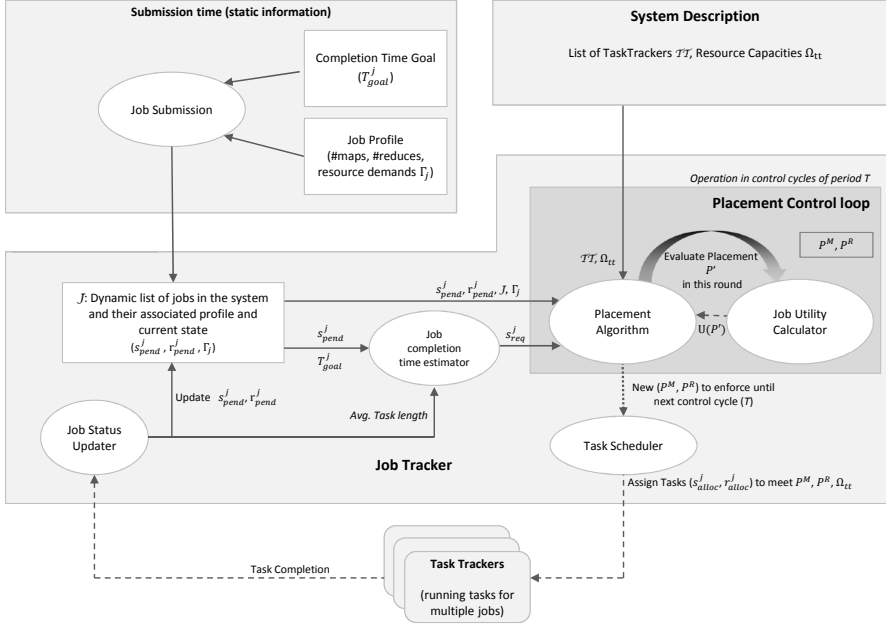 Submission time (static information)
Completion Time Goal
(T^j_goal)
Job Submission
Job Profile
(#maps, #reduces,
resource demands Γ_j)
System Description
List of TaskTrackers 𝒯𝒯, Resource Capacities Ω_tt
Operation in control cycles of period T
Placement Control loop
P^M, P^R
Evaluate Placement
P'
in this round
𝒯𝒯, Ω_tt
Placement
Algorithm
U(P')
Job Utility
Calculator
J: Dynamic list of jobs in the system
and their associated profile and
current state
(s^j_pend, r^j_pend, Γ_j)
s^j_pend, r^j_pend, J, Γ_j
s^j_pend
T^j_goal
Job
completion
time estimator
s^j_req
Update s^j_pend, r^j_pend
Avg. Task length
Job Status
Updater
Job Tracker
New (P^M, P^R) to enforce until
next control cycle (T)
Task Scheduler
Assign Tasks (s^j_alloc, r^j_alloc) to meet P^M, P^R, Ω_tt
Task Completion
Task Trackers
(running tasks for
multiple jobs)